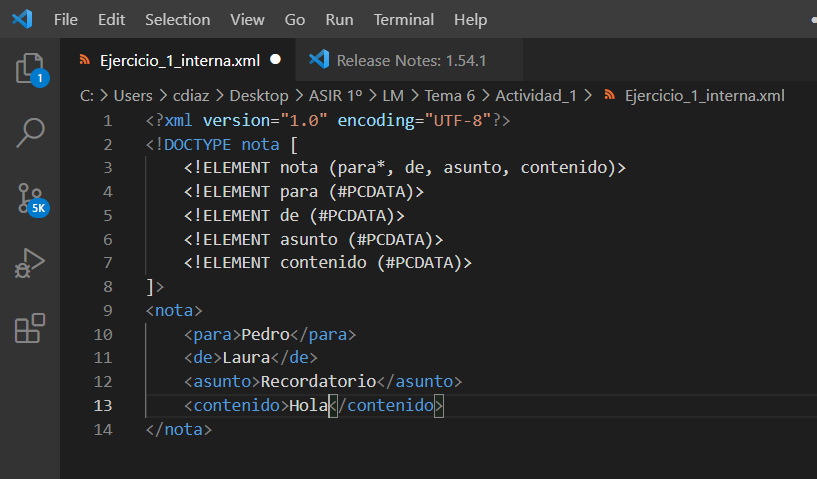 File Edit Selection View Go Run Terminal Help
Ejercicio_1_interna.xml Release Notes: 1.54.1
C: > Users > cdiaz > Desktop > ASIR 1º > LM > Tema 6 > Actividad_1 > Ejercicio_1_interna.xml
1
5K
1 <?xml version="1.0" encoding="UTF-8"?>
2 <!DOCTYPE nota [
3 <!ELEMENT nota (para*, de, asunto, contenido)>
4 <!ELEMENT para (#PCDATA)>
5 <!ELEMENT de (#PCDATA)>
6 <!ELEMENT asunto (#PCDATA)>
7 <!ELEMENT contenido (#PCDATA)>
8 ]>
9 <nota>
10 <para>Pedro</para>
11 <de>Laura</de>
12 <asunto>Recordatorio</asunto>
13 <contenido>Hola</contenido>
14 </nota>